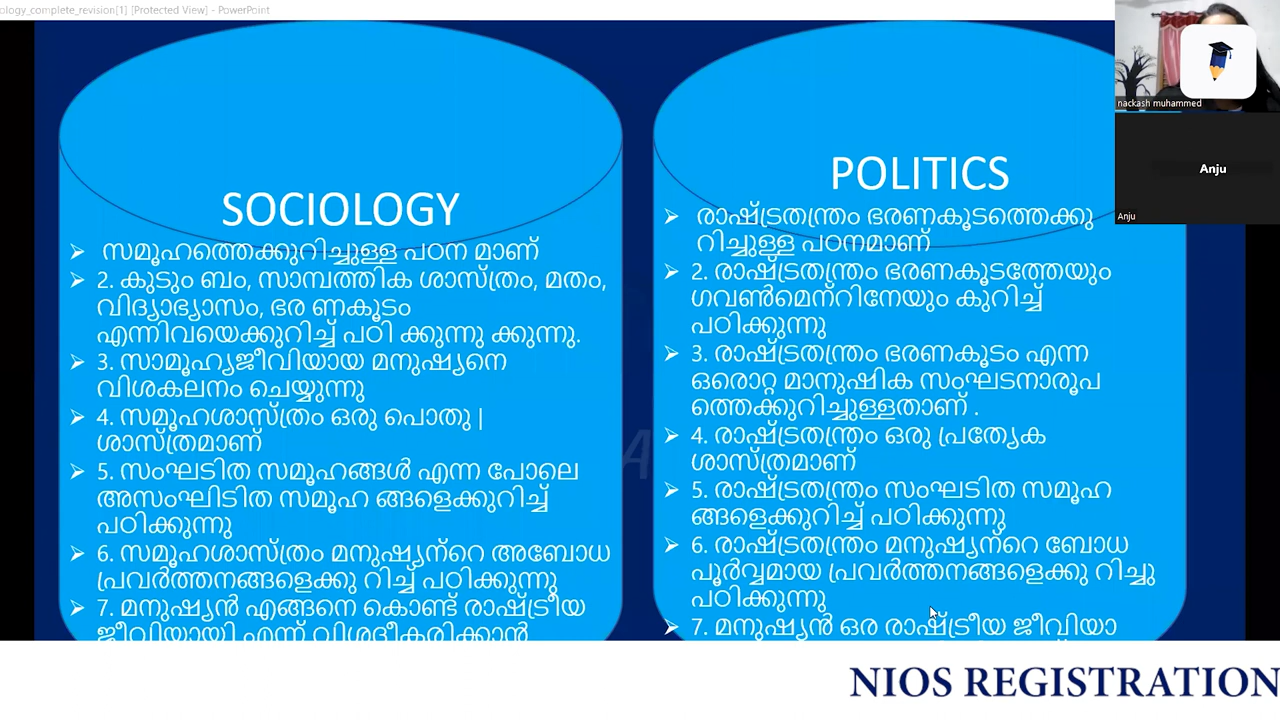 ology_complete_revision[1] [Protected View] - PowerPoint
SOCIOLOGY
സമൂഹത്തെക്കുറിച്ചുള്ള പഠന മാണ്
2. കുടും ബം, സാമ്പത്തിക ശാസ്ത്രം, മതം,
വിദ്യാഭ്യാസം, ഭര ണകൂടം
എന്നിവയെക്കുറിച്ച് പഠി ക്കുന്നു ക്കുന്നു.
3. സാമൂഹ്യജീവിയായ മനുഷ്യനെ
വിശകലനം ചെയ്യുന്നു
4. സമൂഹശാസ്ത്രം ഒരു പൊതു |
ശാസ്ത്രമാണ്
5. സംഘടിത സമൂഹങ്ങൾ എന്ന പോലെ
അസംഘിടിത സമൂഹ ങ്ങളെക്കുറിച്ച്
പഠിക്കുന്നു
6. സമൂഹശാസ്ത്രം മനുഷ്യന്റെ അബോധ
പ്രവർത്തനങ്ങളെക്കു റിച്ച് പഠിക്കുന്നു
7. മനുഷ്യൻ എങ്ങനെ കൊണ്ട് രാഷ്ട്രീയ
ജീവിയായി എന്ന് വിശദീകരിക്കാൻ
POLITICS
രാഷ്ട്രതന്ത്രം ഭരണകൂടത്തെക്കു
റിച്ചുള്ള പഠനമാണ്
2. രാഷ്ട്രതന്ത്രം ഭരണകൂടത്തേയും
ഗവൺമെന്റിനേയും കുറിച്ച്
പഠിക്കുന്നു
3. രാഷ്ട്രതന്ത്രം ഭരണകൂടം എന്ന
ഒരൊറ്റ മാനുഷിക സംഘടനാരൂപ
ത്തെക്കുറിച്ചുള്ളതാണ് .
4. രാഷ്ട്രതന്ത്രം ഒരു പ്രത്യേക
ശാസ്ത്രമാണ്
5. രാഷ്ട്രതന്ത്രം സംഘടിത സമൂഹ
ങ്ങളെക്കുറിച്ച് പഠിക്കുന്നു
6. രാഷ്ട്രതന്ത്രം മനുഷ്യന്റെ ബോധ
പൂർവ്വമായ പ്രവർത്തനങ്ങളെക്കു റിച്ചു
പഠിക്കുന്നു
7. മനുഷ്യൻ ഒര രാഷ്ട്രീയ ജീവിയാ
nackash muhammed
Anju
Anju
NIOS REGISTRATION